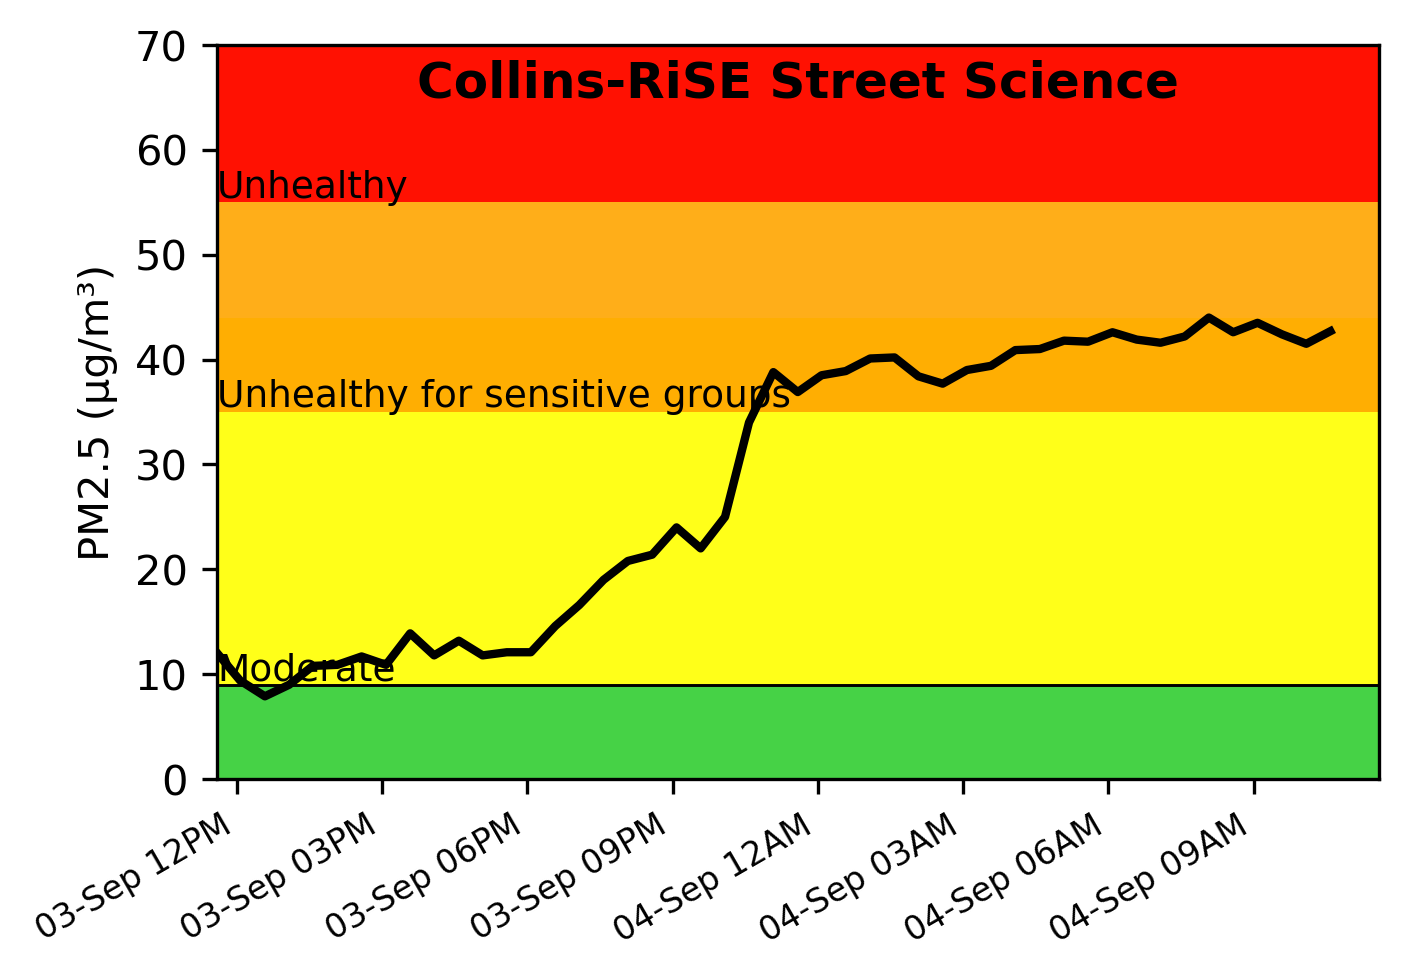 Collins-RiSE Street Science
70
60
Unhealthy
50
40
Unhealthy for sensitive groups
30
20
10
Moderate
0
PM2.5 (µg/m³)
03-Sep 12PM
03-Sep 03PM
03-Sep 06PM
03-Sep 09PM
04-Sep 12AM
04-Sep 03AM
04-Sep 06AM
04-Sep 09AM